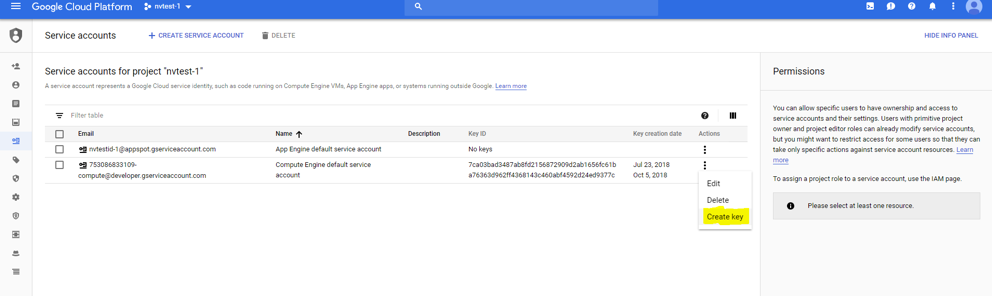 Google Cloud Platform nvtest-1
Service accounts CREATE SERVICE ACCOUNT DELETE HIDE INFO PANEL
Service accounts for project "nvtest-1"
A service account represents a Google Cloud service identity, such as code running on Compute Engine VMs, App Engine apps, or systems running outside Google. Learn more
Filter table
Email Name Description Key ID Key creation date Actions
nvtestid-1@appspot.gserviceaccount.com App Engine default service account No keys
753086833109- Compute Engine default service 7ca03bad3487ab8fd2156872909d2ab1656fc61b Jul 23, 2018
compute@developer.gserviceaccount.com account a76363d962ff4368143c460abf4592d24ed9377c Oct 5, 2018
Edit
Delete
Create key
Permissions
You can allow specific users to have ownership and access to
service accounts and their settings. Users with primitive project
owner and project editor roles can already modify service accounts,
but you might want to restrict access for some users so that they can
take only specific actions against service account resources. Learn
more
To assign a project role to a service account, use the IAM page.
Please select at least one resource.